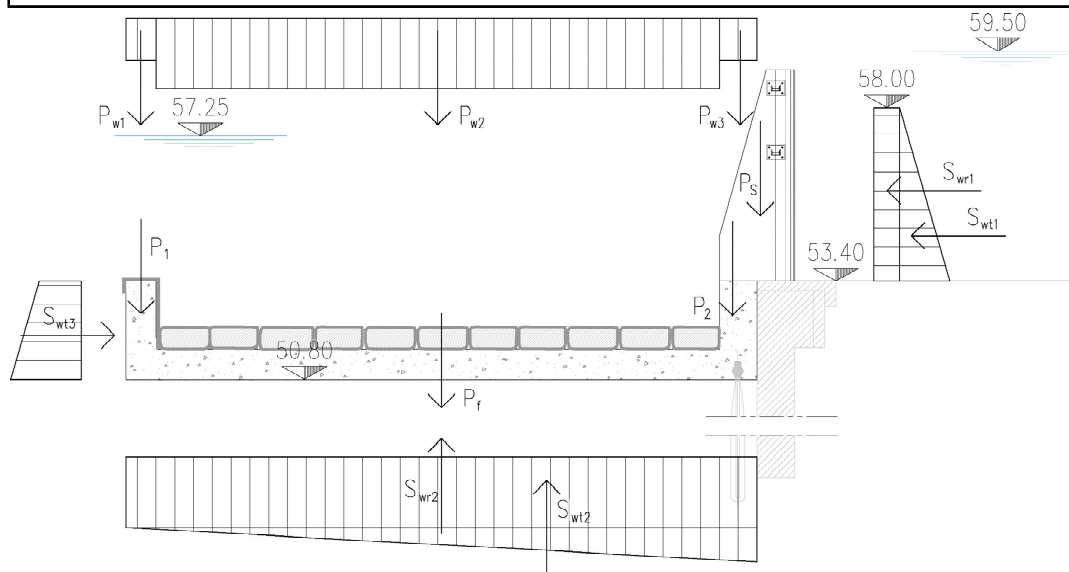 59.50
58.00
57.25
P_w1
P_w2
P_w3
P_S
S_wr1
S_wt1
P_1
53.40
P_2
S_wt3
50.80
P_f
S_wr2
S_wt2